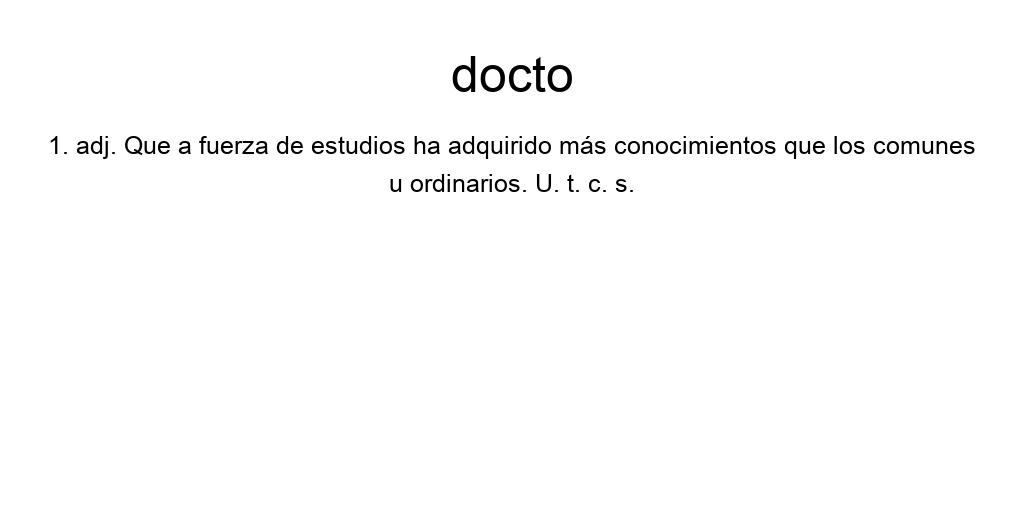 docto
1. adj. Que a fuerza de estudios ha adquirido más conocimientos que los comunes
u ordinarios. U. t. c. s.